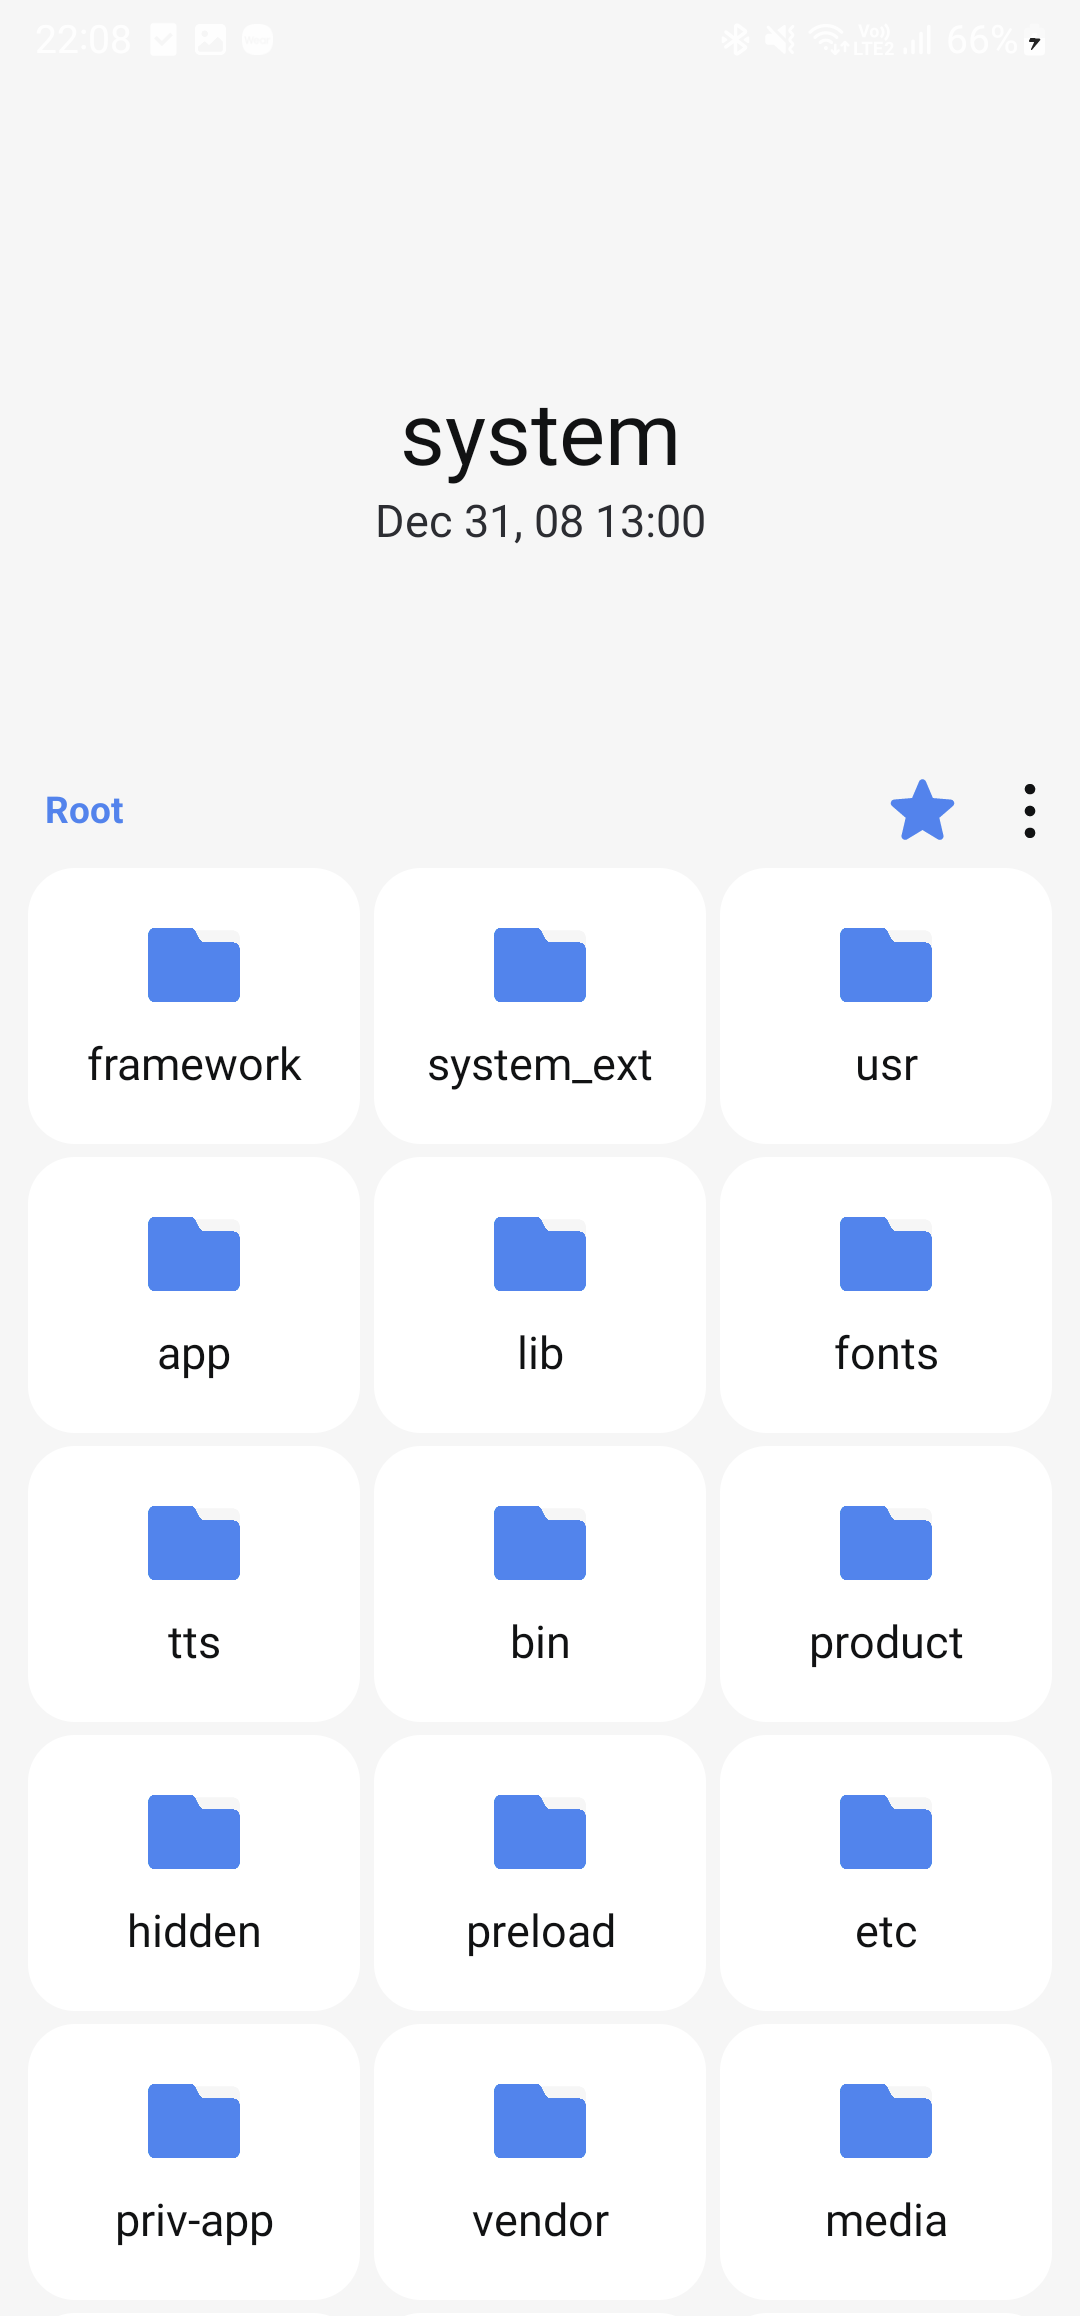 22:08
Vo))
LTE2
66%
system
Dec 31, 08 13:00
Root
framework
system_ext
usr
app
lib
fonts
tts
bin
product
hidden
preload
etc
priv-app
vendor
media